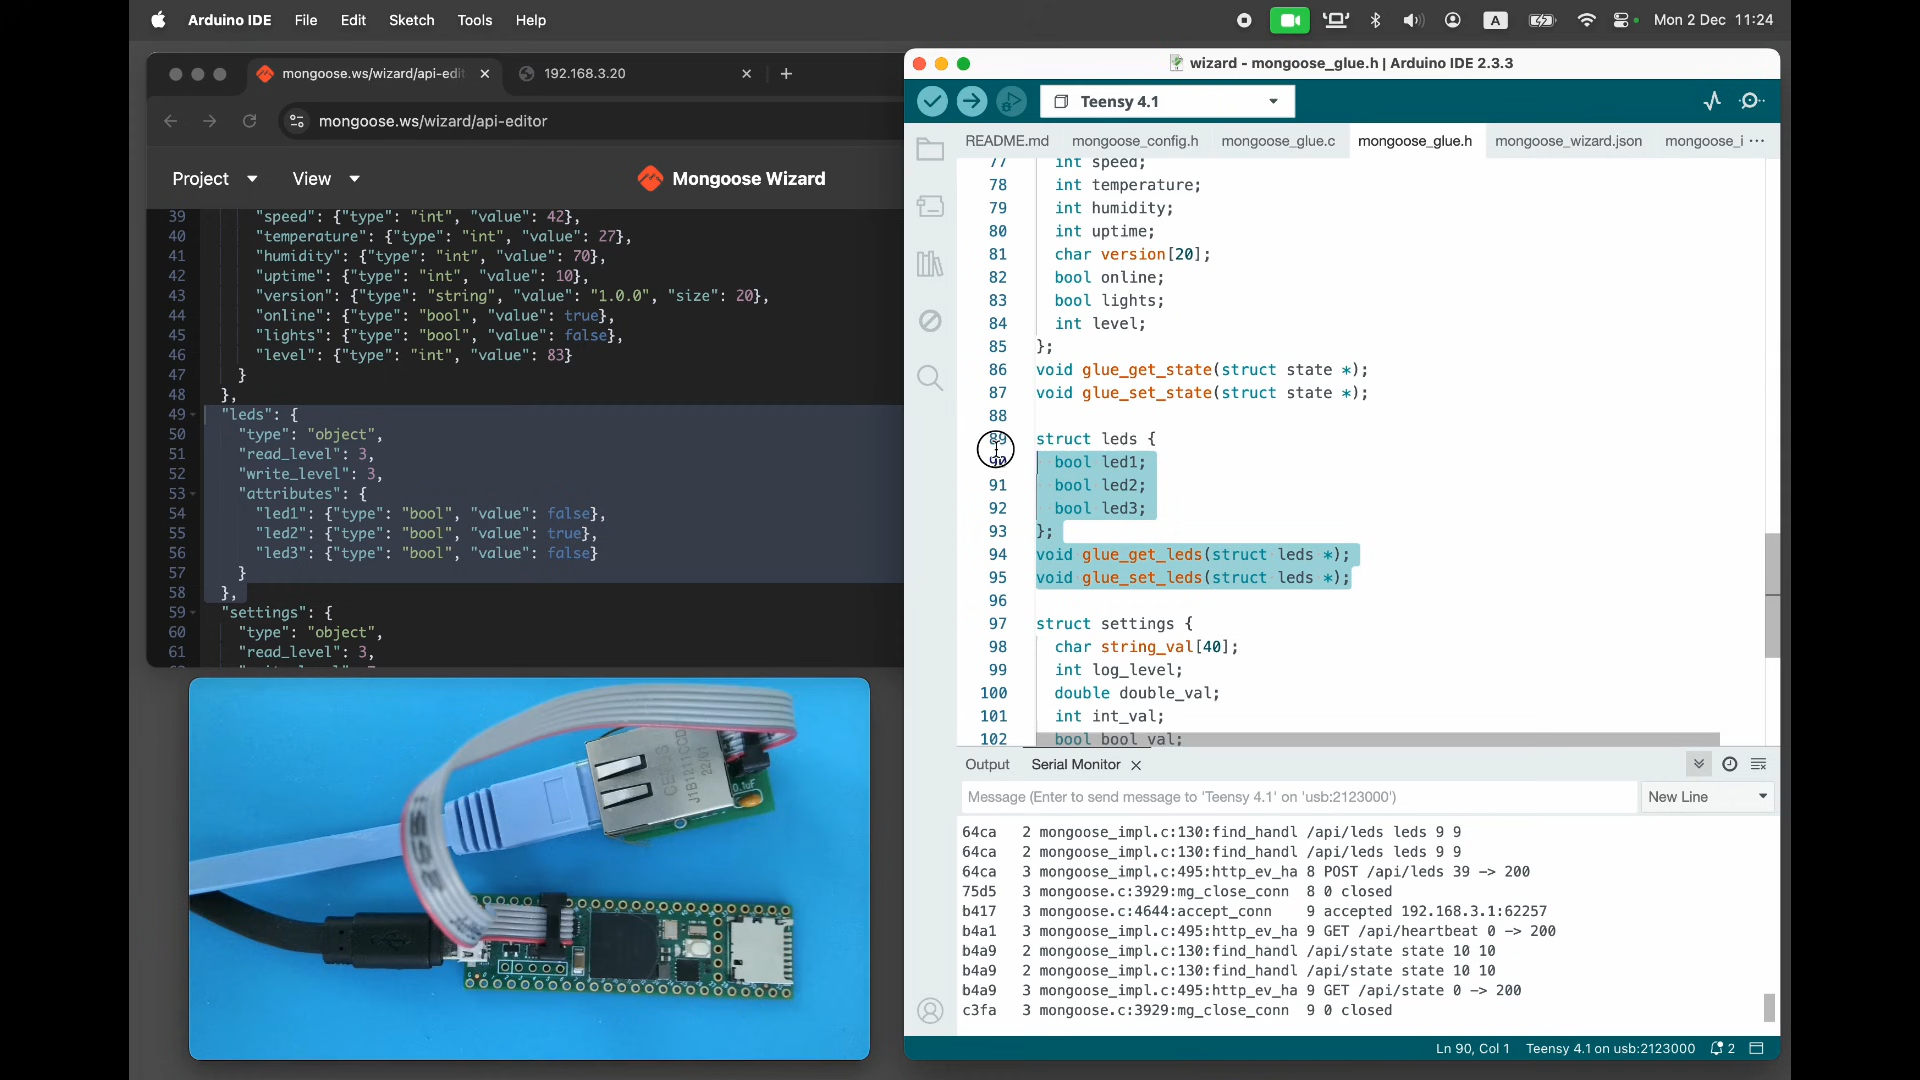 Arduino IDE File Edit Sketch Tools Help
A
Mon 2 Dec 11:24
mongoose.ws/wizard/api-edit
192.168.3.20
mongoose.ws/wizard/api-editor
Project View
Mongoose Wizard
39 "speed": {"type": "int", "value": 42},
40 "temperature": {"type": "int", "value": 27},
41 "humidity": {"type": "int", "value": 70},
42 "uptime": {"type": "int", "value": 10},
43 "version": {"type": "string", "value": "1.0.0", "size": 20},
44 "online": {"type": "bool", "value": true},
45 "lights": {"type": "bool", "value": false},
46 "level": {"type": "int", "value": 83}
47 }
48 },
49 "leds": {
50 "type": "object",
51 "read_level": 3,
52 "write_level": 3,
53 "attributes": {
54 "led1": {"type": "bool", "value": false},
55 "led2": {"type": "bool", "value": true},
56 "led3": {"type": "bool", "value": false}
57 }
58 },
59 "settings": {
60 "type": "object",
61 "read_level": 3,
wizard - mongoose_glue.h | Arduino IDE 2.3.3
Teensy 4.1
README.md mongoose_config.h mongoose_glue.c mongoose_glue.h mongoose_wizard.json mongoose_i
77 int speed;
78 int temperature;
79 int humidity;
80 int uptime;
81 char version[20];
82 bool online;
83 bool lights;
84 int level;
85 };
86 void glue_get_state(struct state *);
87 void glue_set_state(struct state *);
88
89 struct leds {
90 bool led1;
91 bool led2;
92 bool led3;
93 };
94 void glue_get_leds(struct leds *);
95 void glue_set_leds(struct leds *);
96
97 struct settings {
98 char string_val[40];
99 int log_level;
100 double double_val;
101 int int_val;
102 bool bool_val;
Output Serial Monitor
Message (Enter to send message to 'Teensy 4.1' on 'usb:2123000')
New Line
64ca 2 mongoose_impl.c:130:find_handl /api/leds leds 9 9
64ca 2 mongoose_impl.c:130:find_handl /api/leds leds 9 9
64ca 3 mongoose_impl.c:495:http_ev_ha 8 POST /api/leds 39 -> 200
75d5 3 mongoose.c:3929:mg_close_conn 8 0 closed
b417 3 mongoose.c:4644:accept_conn 9 accepted 192.168.3.1:62257
b4a1 3 mongoose_impl.c:495:http_ev_ha 9 GET /api/heartbeat 0 -> 200
b4a9 2 mongoose_impl.c:130:find_handl /api/state state 10 10
b4a9 2 mongoose_impl.c:130:find_handl /api/state state 10 10
b4a9 3 mongoose_impl.c:495:http_ev_ha 9 GET /api/state 0 -> 200
c3fa 3 mongoose.c:3929:mg_close_conn 9 0 closed
Ln 90, Col 1 Teensy 4.1 on usb:2123000 2
0.1uF